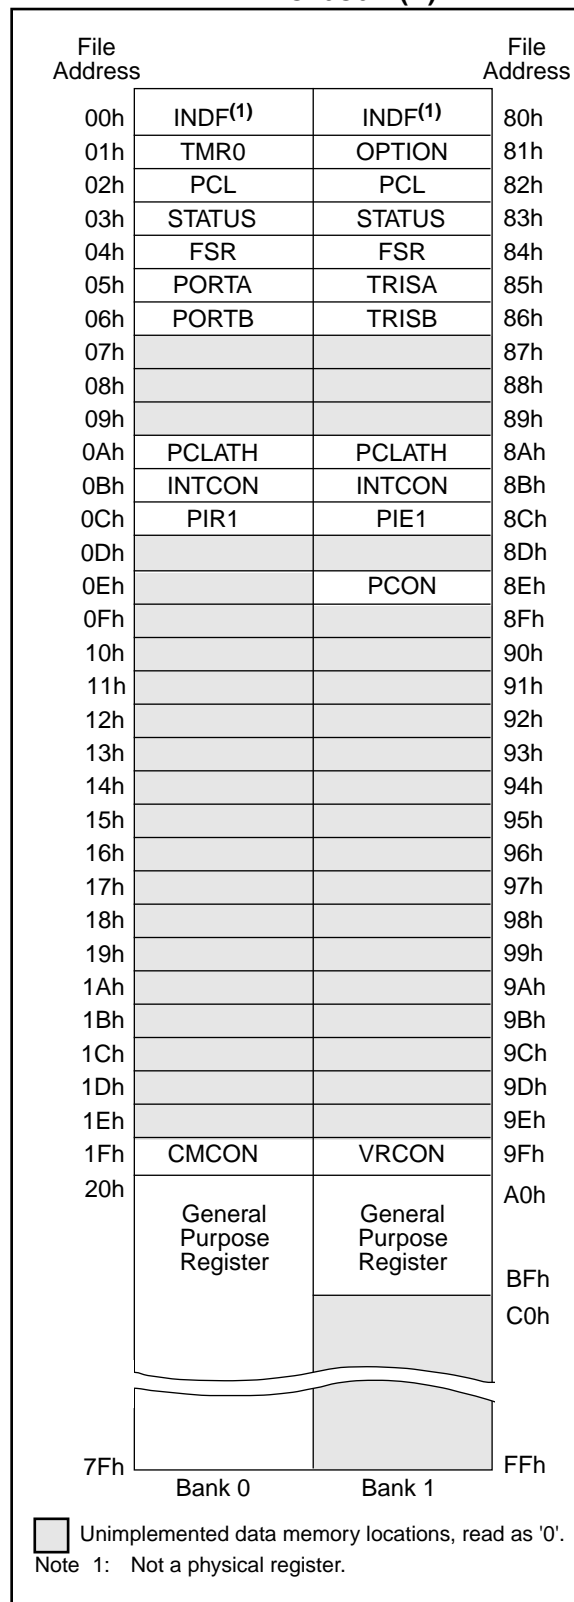 File Address File Address
00h INDF(1) INDF(1) 80h
01h TMR0 OPTION 81h
02h PCL PCL 82h
03h STATUS STATUS 83h
04h FSR FSR 84h
05h PORTA TRISA 85h
06h PORTB TRISB 86h
07h 87h
08h 88h
09h 89h
0Ah PCLATH PCLATH 8Ah
0Bh INTCON INTCON 8Bh
0Ch PIR1 PIE1 8Ch
0Dh 8Dh
0Eh PCON 8Eh
0Fh 8Fh
10h 90h
11h 91h
12h 92h
13h 93h
14h 94h
15h 95h
16h 96h
17h 97h
18h 98h
19h 99h
1Ah 9Ah
1Bh 9Bh
1Ch 9Ch
1Dh 9Dh
1Eh 9Eh
1Fh CMCON VRCON 9Fh
20h A0h
General General
Purpose Purpose
Register Register
BFh
C0h
7Fh FFh
Bank 0 Bank 1
Unimplemented data memory locations, read as '0'.
Note 1: Not a physical register.